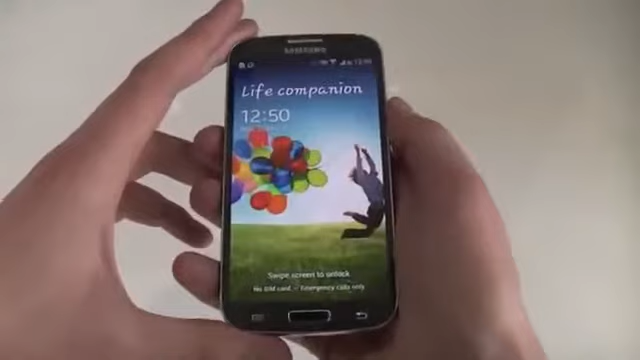 SAMSUNG
Life companion
12:50
Swipe screen to unlock
No SIM card — Emergency calls only